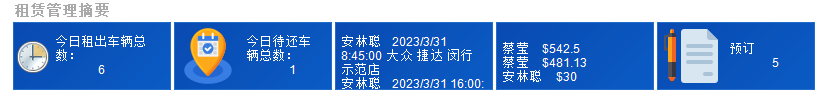 租赁管理摘要
今日租出车辆总
数：
6
今日待还车
辆总数：
1
安林聪 2023/3/31
8:45:00 大众 捷达 闵行
示范店
安林聪 2023/3/31 16:00:
蔡莹 $542.5
蔡莹 $481.13
安林聪 $30
预订
5